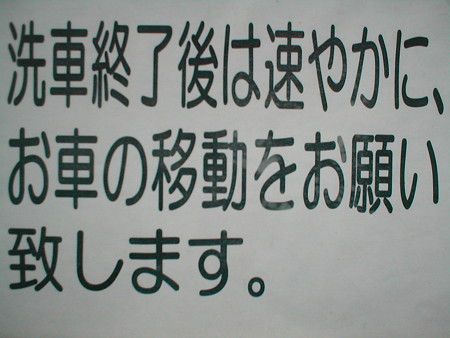 洗車終了後は速やかに、
お車の移動をお願い
致します。